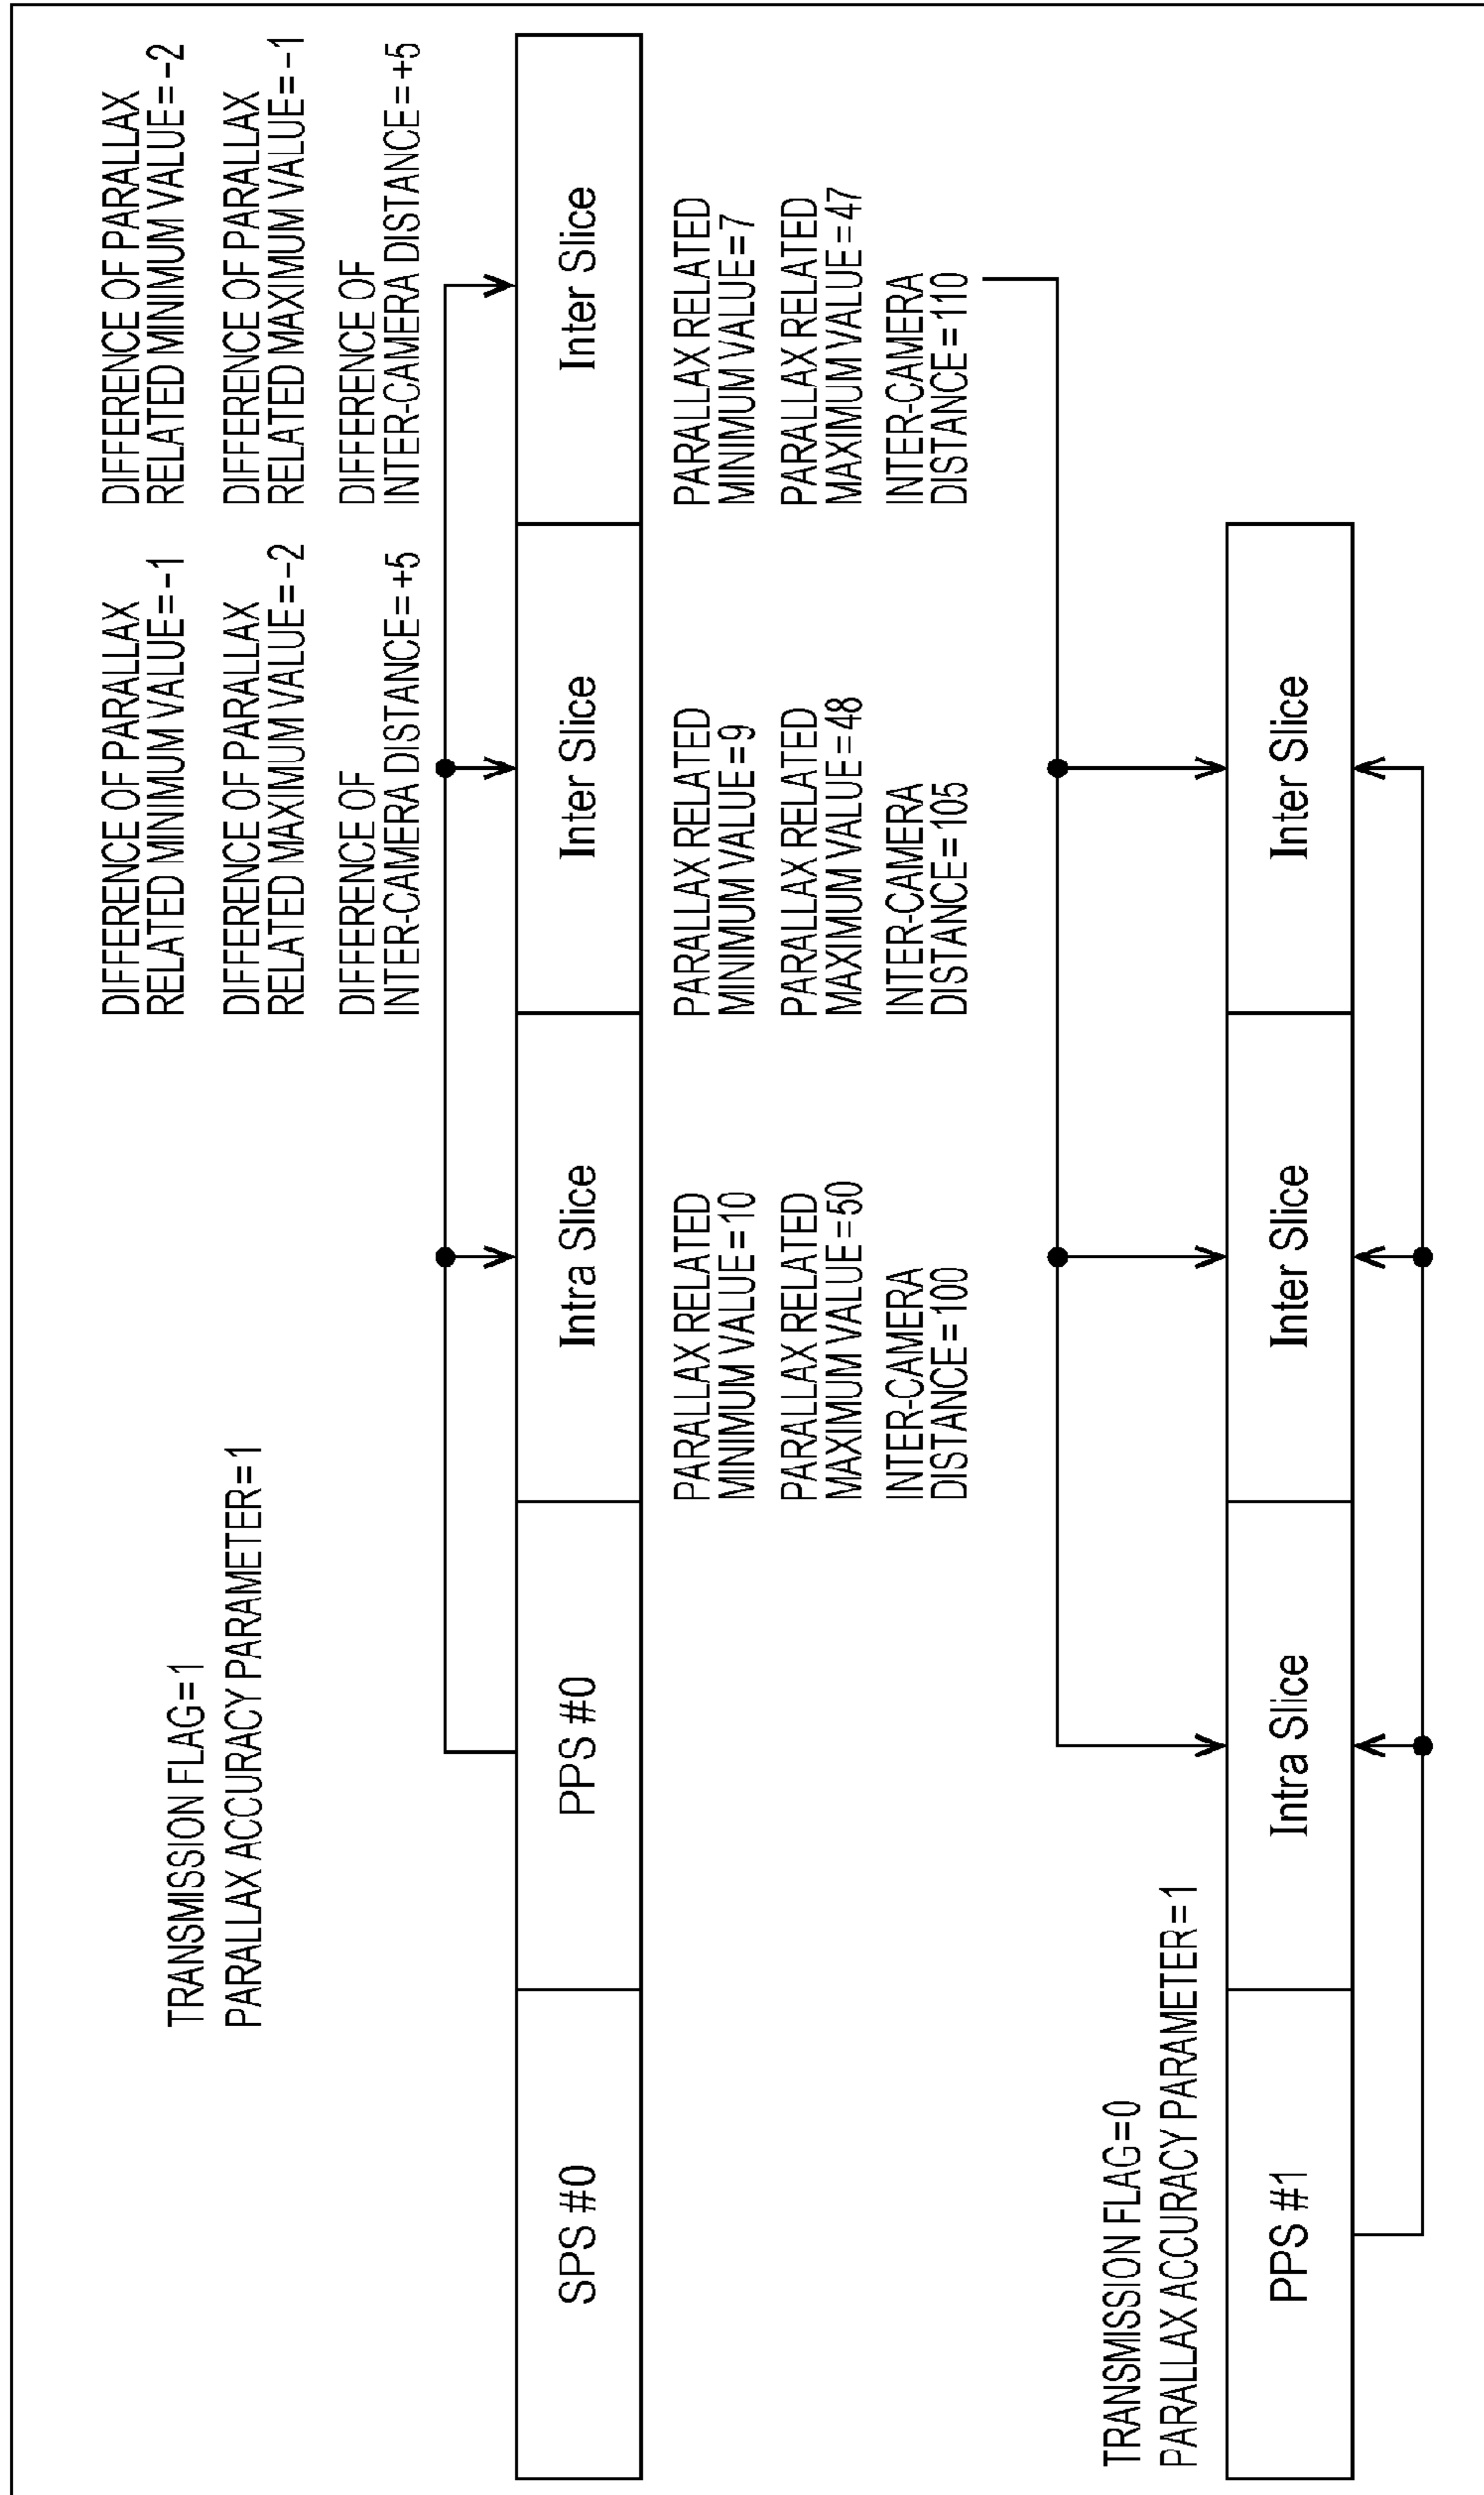 TRANSMISSION FLAG=1
PARALLAX ACCURACY PARAMETER=1
DIFFERENCE OF PARALLAX
RELATED MINIMUM VALUE=-1
DIFFERENCE OF PARALLAX
RELATED MAXIMUM VALUE=-2
DIFFERENCE OF
INTER-CAMERA DISTANCE=+5
DIFFERENCE OF PARALLAX
RELATED MINIMUM VALUE=-2
DIFFERENCE OF PARALLAX
RELATED MAXIMUM VALUE=-1
DIFFERENCE OF
INTER-CAMERA DISTANCE=+5
SPS #0
PPS #0
Intra Slice
Inter Slice
Inter Slice
PARALLAX RELATED
MINIMUM VALUE=10
PARALLAX RELATED
MAXIMUM VALUE=50
INTER-CAMERA
DISTANCE=100
PARALLAX RELATED
MINIMUM VALUE=9
PARALLAX RELATED
MAXIMUM VALUE=48
INTER-CAMERA
DISTANCE=105
PARALLAX RELATED
MINIMUM VALUE=7
PARALLAX RELATED
MAXIMUM VALUE=47
INTER-CAMERA
DISTANCE=110
TRANSMISSION FLAG=0
PARALLAX ACCURACY PARAMETER=1
PPS #1
Intra Slice
Inter Slice
Inter Slice